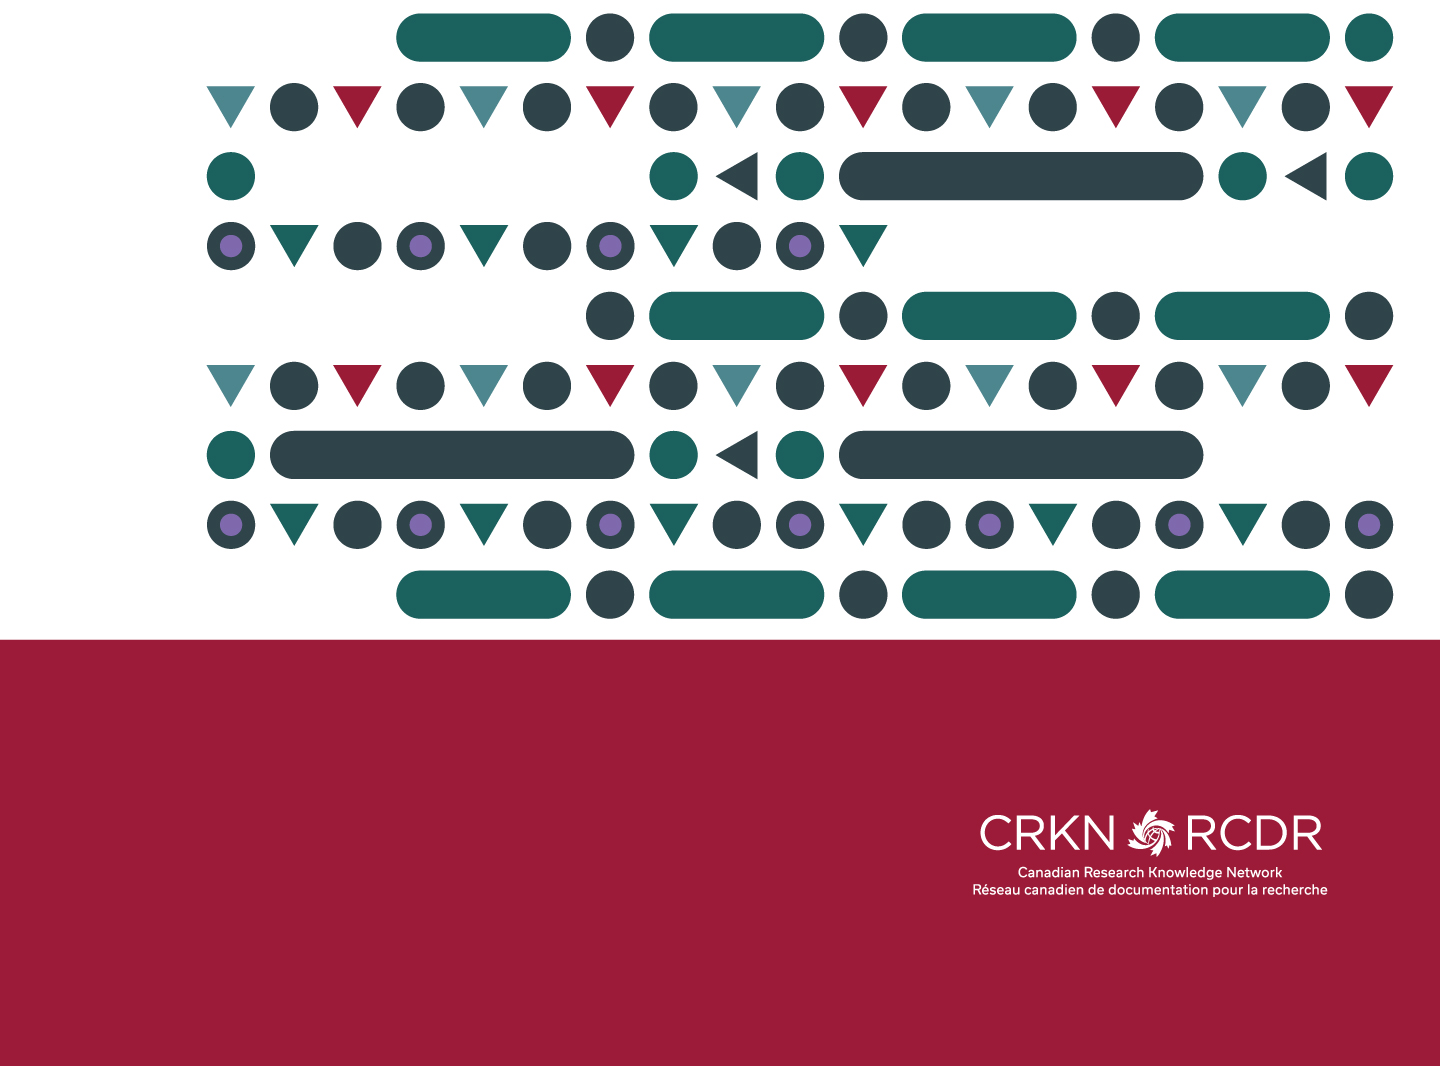 CRKN RCDR
Canadian Research Knowledge Network
Réseau canadien de documentation pour la recherche